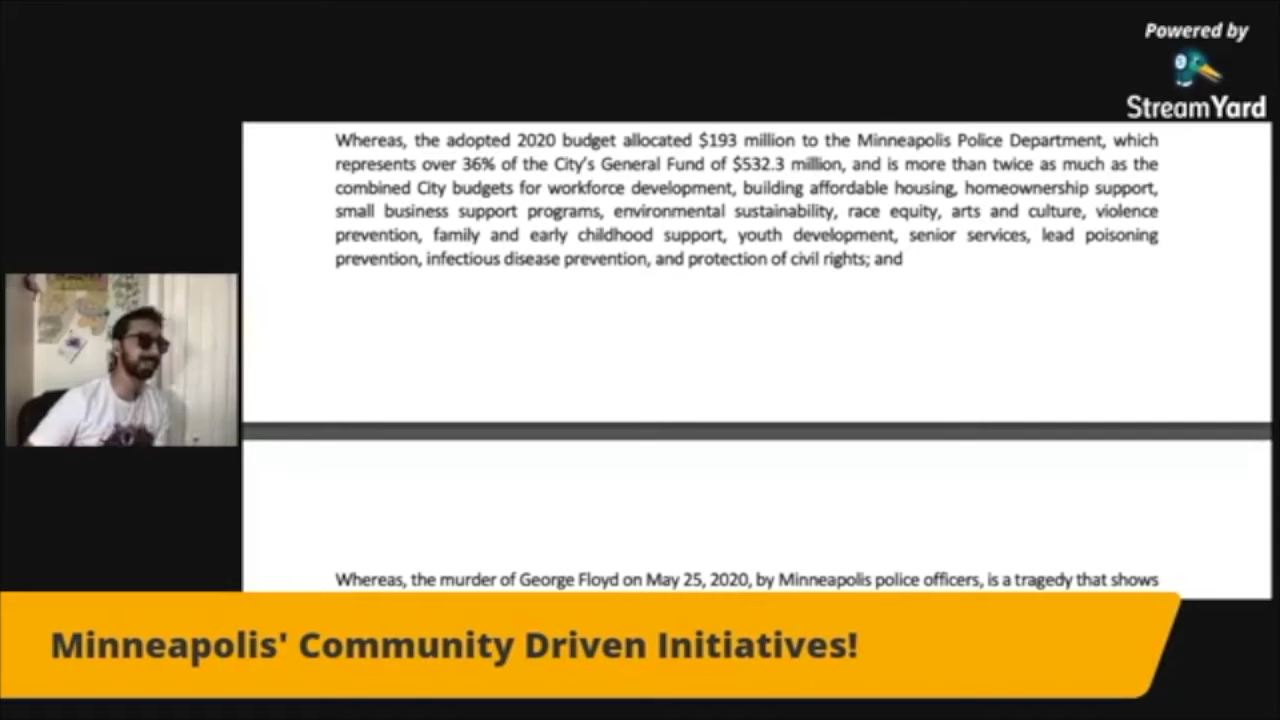 Powered by
StreamYard
Whereas, the adopted 2020 budget allocated $193 million to the Minneapolis Police Department, which
represents over 36% of the City's General Fund of $532.3 million, and is more than twice as much as the
combined City budgets for workforce development, building affordable housing, homeownership support,
small business support programs, environmental sustainability, race equity, arts and culture, violence
prevention, family and early childhood support, youth development, senior services, lead poisoning
prevention, infectious disease prevention, and protection of civil rights; and
Whereas, the murder of George Floyd on May 25, 2020, by Minneapolis police officers, is a tragedy that shows
Minneapolis' Community Driven Initiatives!